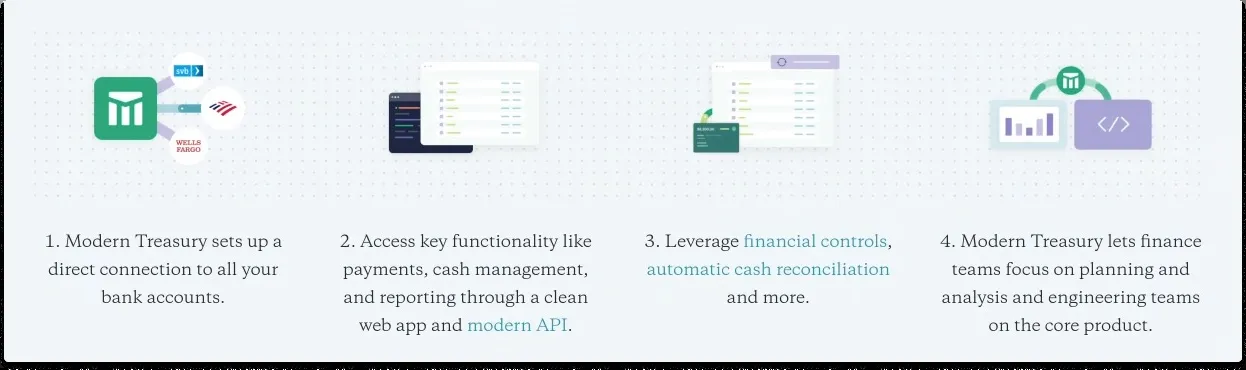 svb
WELLS
FARGO
</>
1. Modern Treasury sets up a
direct connection to all your
bank accounts.
2. Access key functionality like
payments, cash management,
and reporting through a clean
web app and modern API.
3. Leverage financial controls,
automatic cash reconciliation
and more.
4. Modern Treasury lets finance
teams focus on planning and
analysis and engineering teams
on the core product.